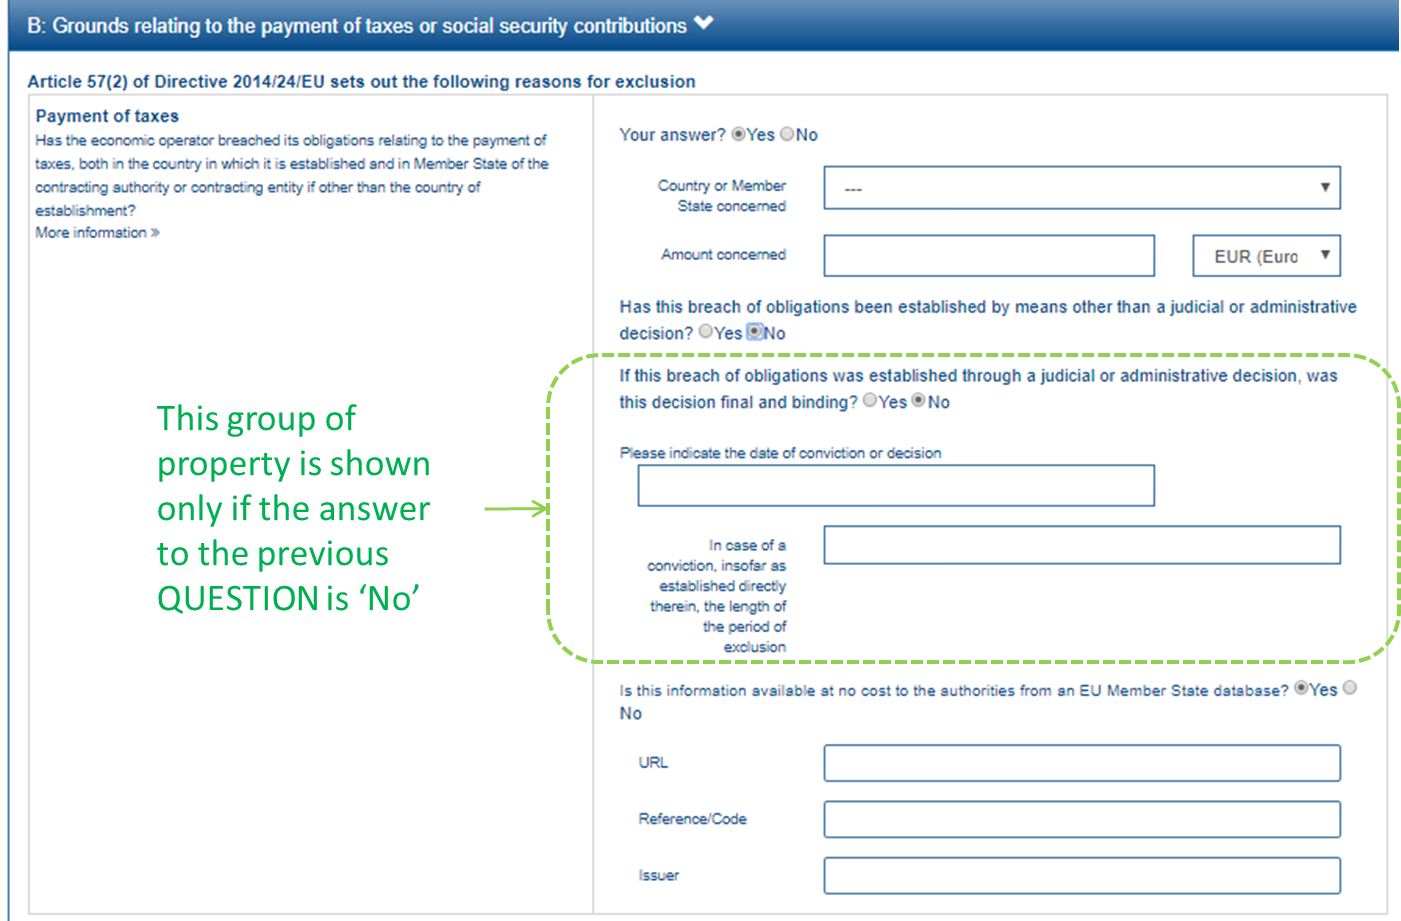 B: Grounds relating to the payment of taxes or social security contributions
Article 57(2) of Directive 2014/24/EU sets out the following reasons for exclusion
Payment of taxes
Has the economic operator breached its obligations relating to the payment of
taxes, both in the country in which it is established and in Member State of the
contracting authority or contracting entity if other than the country of
establishment?
More information »
Your answer? Yes No
Country or Member
State concerned
---
Amount concerned
EUR (Euro
Has this breach of obligations been established by means other than a judicial or administrative
decision? Yes No
If this breach of obligations was established through a judicial or administrative decision, was
this decision final and binding? Yes No
Please indicate the date of conviction or decision
In case of a
conviction, insofar as
established directly
therein, the length of
the period of
exclusion
This group of
property is shown
only if the answer
to the previous
QUESTION is ‘No’
Is this information available at no cost to the authorities from an EU Member State database? Yes
No
URL
Reference/Code
Issuer